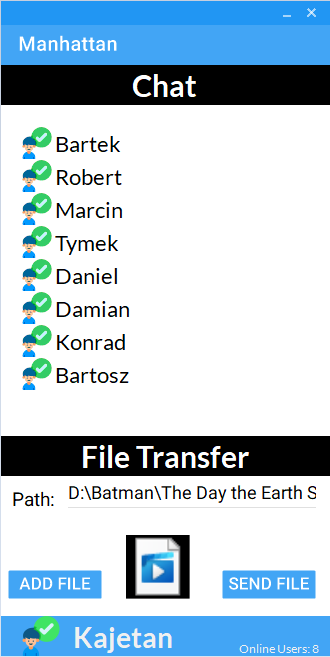 Manhattan
Chat
Bartek
Robert
Marcin
Tymek
Daniel
Damian
Konrad
Bartosz
File Transfer
Path: D:\Batman\The Day the Earth S
ADD FILE SEND FILE
Kajetan
Online Users: 8